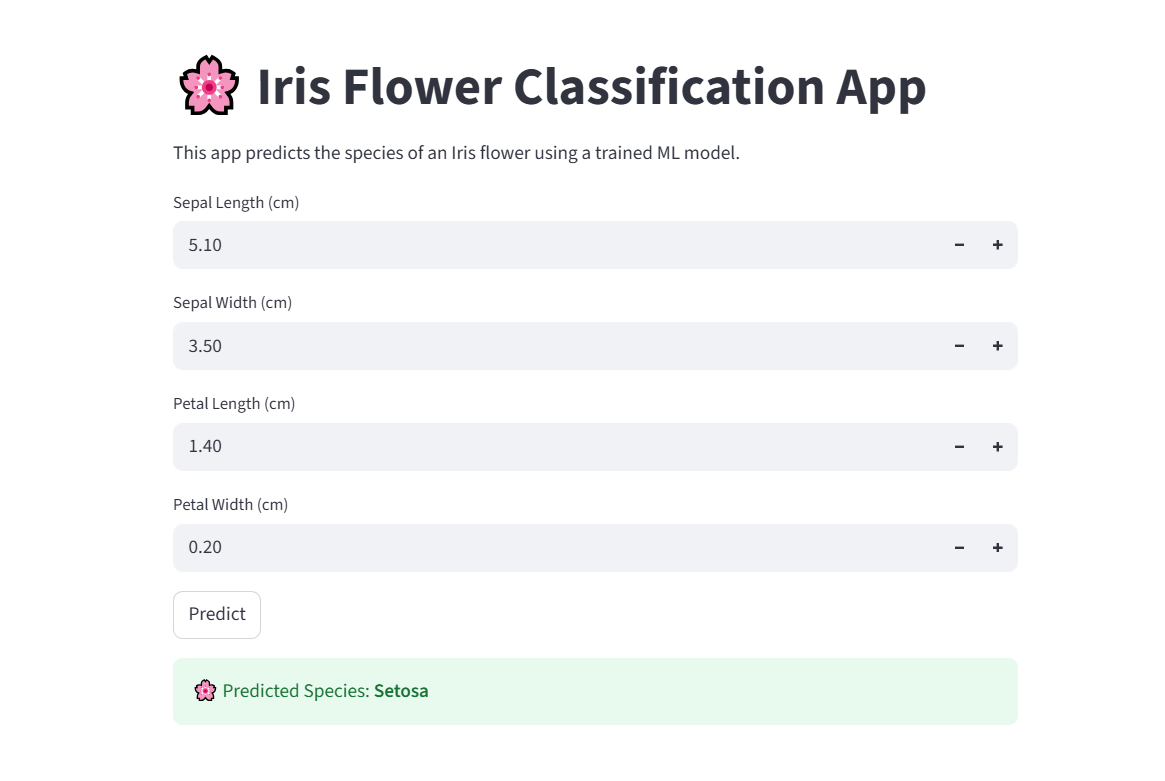 🌸 Iris Flower Classification App
This app predicts the species of an Iris flower using a trained ML model.
Sepal Length (cm)
5.10 − +
Sepal Width (cm)
3.50 − +
Petal Length (cm)
1.40 − +
Petal Width (cm)
0.20 − +
Predict
🌸 Predicted Species: Setosa